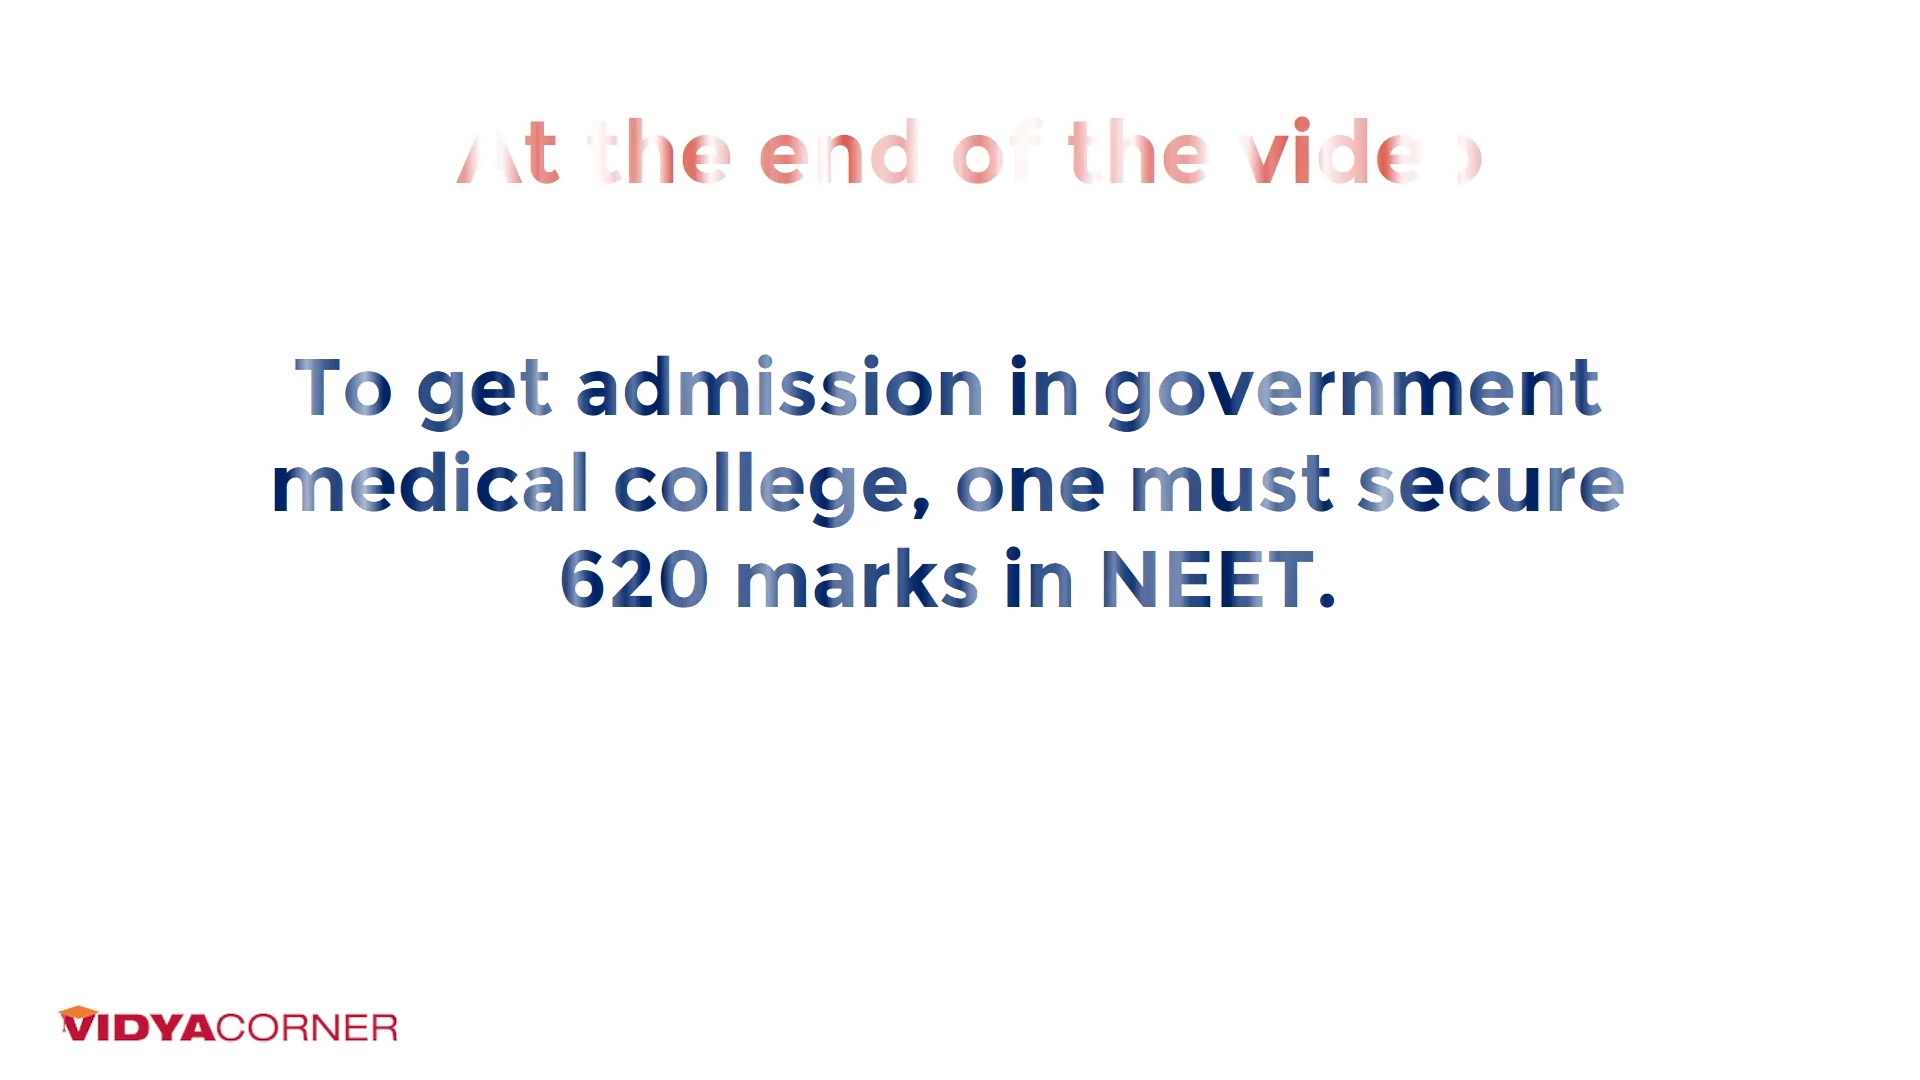 At the end of the video
To get admission in government
medical college, one must secure
620 marks in NEET.
VIDYACORNER